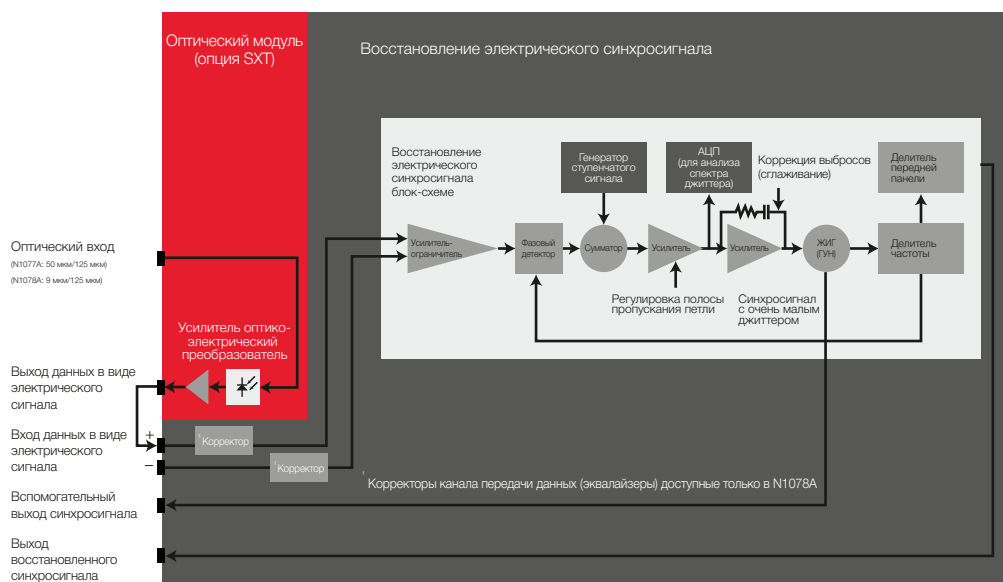 Оптический модуль
(опция SXT)
Восстановление электрического синхросигнала
Восстановление
электрического
синхросигнала
блок-схеме
Генератор
ступенчатого
сигнала
АЦП
(для анализа
спектра
джиттера)
Коррекция выбросов
(сглаживание)
Делитель
передней
панели
Усилитель-
ограничитель
Фазовый
детектор
Сумматор
Усилитель
Усилитель
ЖИГ
(ГУН)
Делитель
частоты
Регулировка полосы
пропускания петли
Синхросигнал
с очень малым
джиттером
Оптический вход
(N1077A: 50 мкм/125 мкм)
(N1078A: 9 мкм/125 мкм)
Усилитель оптико-
электрический
преобразователь
Выход данных в виде
электрического
сигнала
Вход данных в виде
электрического
сигнала
+
−
¹ Корректор
¹ Корректор
¹ Корректоры канала передачи данных (эквалайзеры) доступные только в N1078A
Вспомогательный
выход синхросигнала
Выход
восстановленного
синхросигнала